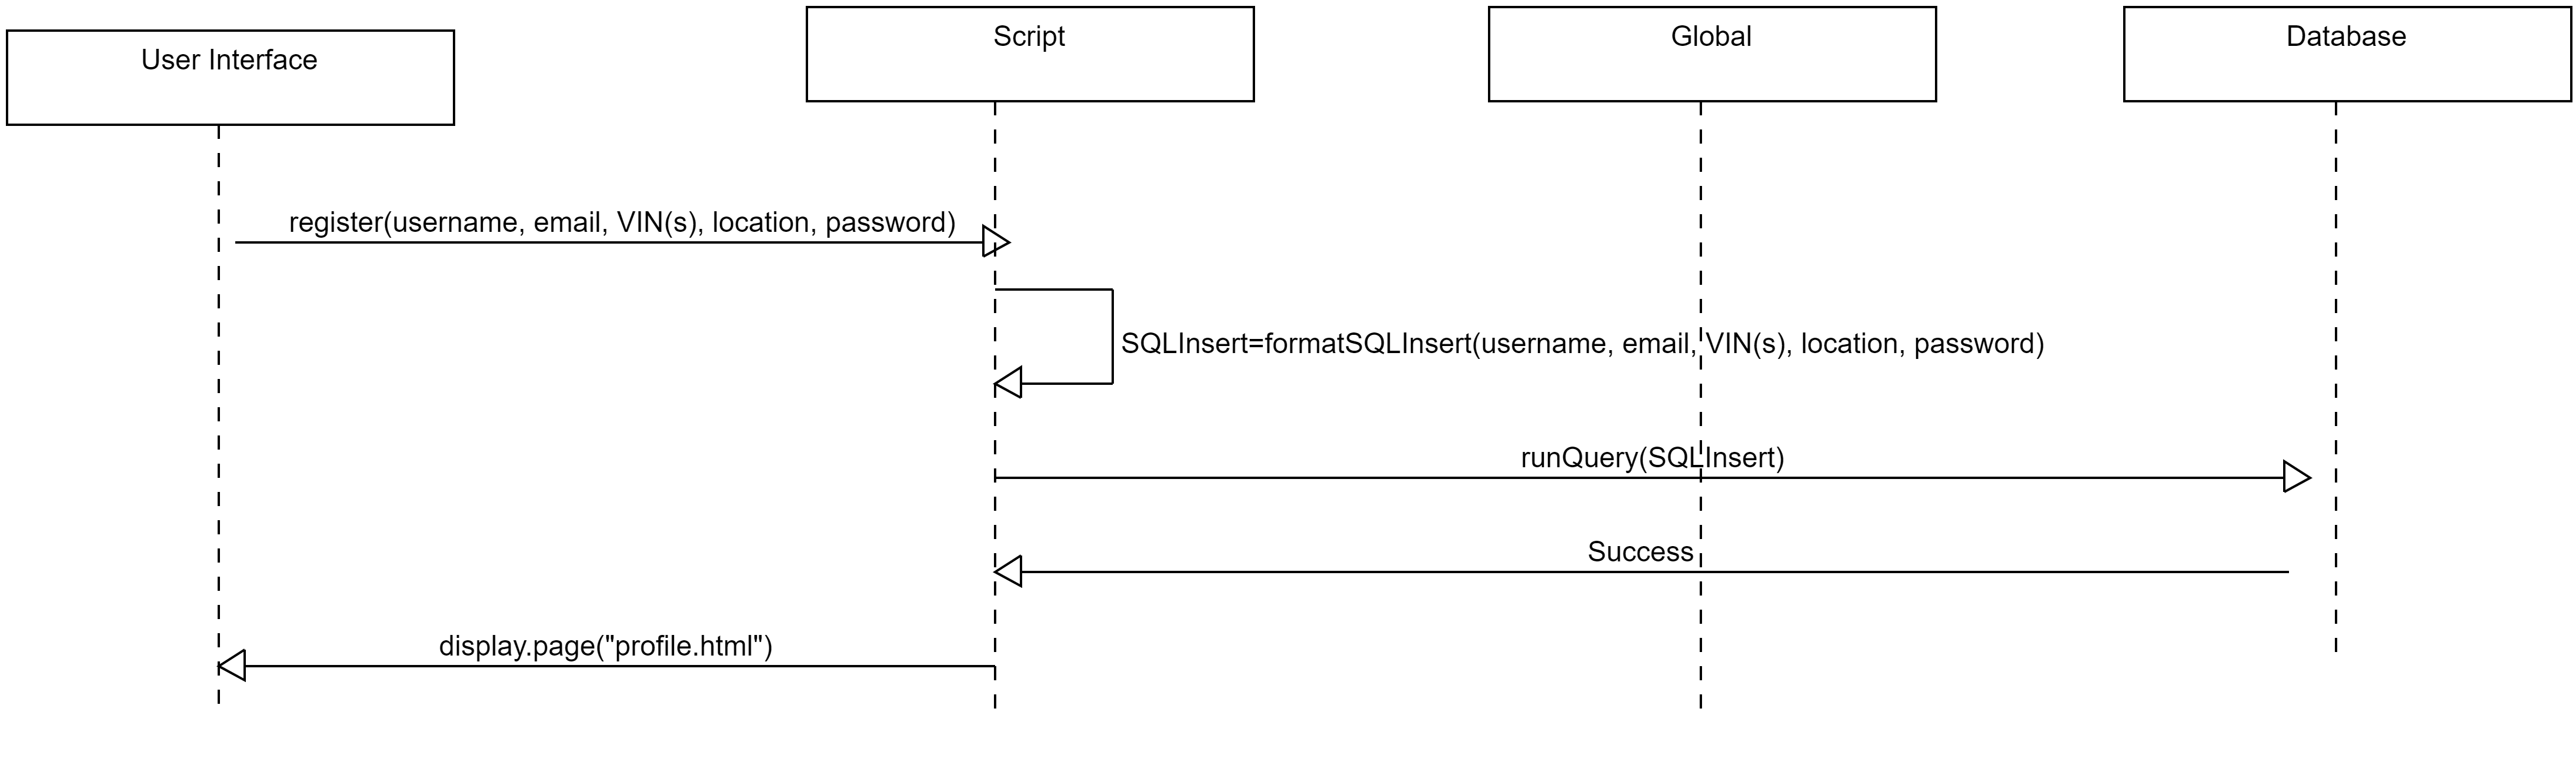 User Interface
Script
Global
Database
register(username, email, VIN(s), location, password)
SQLInsert=formatSQLInsert(username, email, VIN(s), location, password)
runQuery(SQLInsert)
Success
display.page("profile.html")